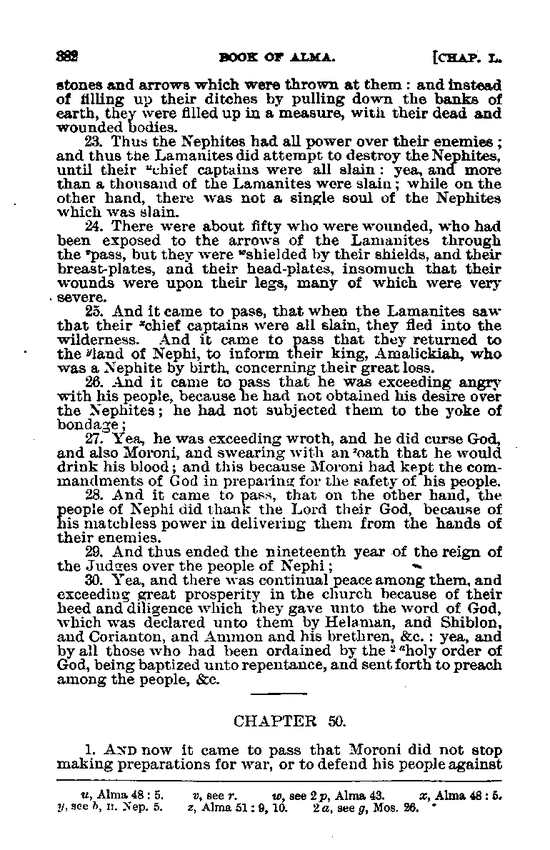 382 BOOK OF ALMA. [CHAP. L.
stones and arrows which were thrown at them : and instead
of filling up their ditches by pulling down the banks of
earth, they were filled up in a measure, with their dead and
wounded bodies.
23. Thus the Nephites had all power over their enemies ;
and thus the Lamanites did attempt to destroy the Nephites,
until their ᵘchief captains were all slain : yea, and more
than a thousand of the Lamanites were slain ; while on the
other hand, there was not a single soul of the Nephites
which was slain.
24. There were about fifty who were wounded, who had
been exposed to the arrows of the Lamanites through
the ᵛpass, but they were ʷshielded by their shields, and their
breast-plates, and their head-plates, insomuch that their
wounds were upon their legs, many of which were very
severe.
25. And it came to pass, that when the Lamanites saw
that their ˣchief captains were all slain, they fled into the
wilderness. And it came to pass that they returned to
the ʸland of Nephi, to inform their king, Amalickiah, who
was a Nephite by birth, concerning their great loss.
26. And it came to pass that he was exceeding angry
with his people, because he had not obtained his desire over
the Nephites ; he had not subjected them to the yoke of
bondage ;
27. Yea, he was exceeding wroth, and he did curse God,
and also Moroni, and swearing with an ᶻoath that he would
drink his blood ; and this because Moroni had kept the com-
mandments of God in preparing for the safety of his people.
28. And it came to pass, that on the other hand, the
people of Nephi did thank the Lord their God, because of
his matchless power in delivering them from the hands of
their enemies.
29. And thus ended the nineteenth year of the reign of
the Judges over the people of Nephi ;
30. Yea, and there was continual peace among them, and
exceeding great prosperity in the church because of their
heed and diligence which they gave unto the word of God,
which was declared unto them by Helaman, and Shiblon,
and Corianton, and Ammon and his brethren, &c. : yea, and
by all those who had been ordained by the ² ᵃholy order of
God, being baptized unto repentance, and sent forth to preach
among the people, &c.
CHAPTER 50.
1. AND now it came to pass that Moroni did not stop
making preparations for war, or to defend his people against
u, Alma 48 : 5. v, see r. w, see 2 p, Alma 43. x, Alma 48 : 5.
y, see h, II. Nep. 5. z, Alma 51 : 9, 10. 2 a, see g, Mos. 26.